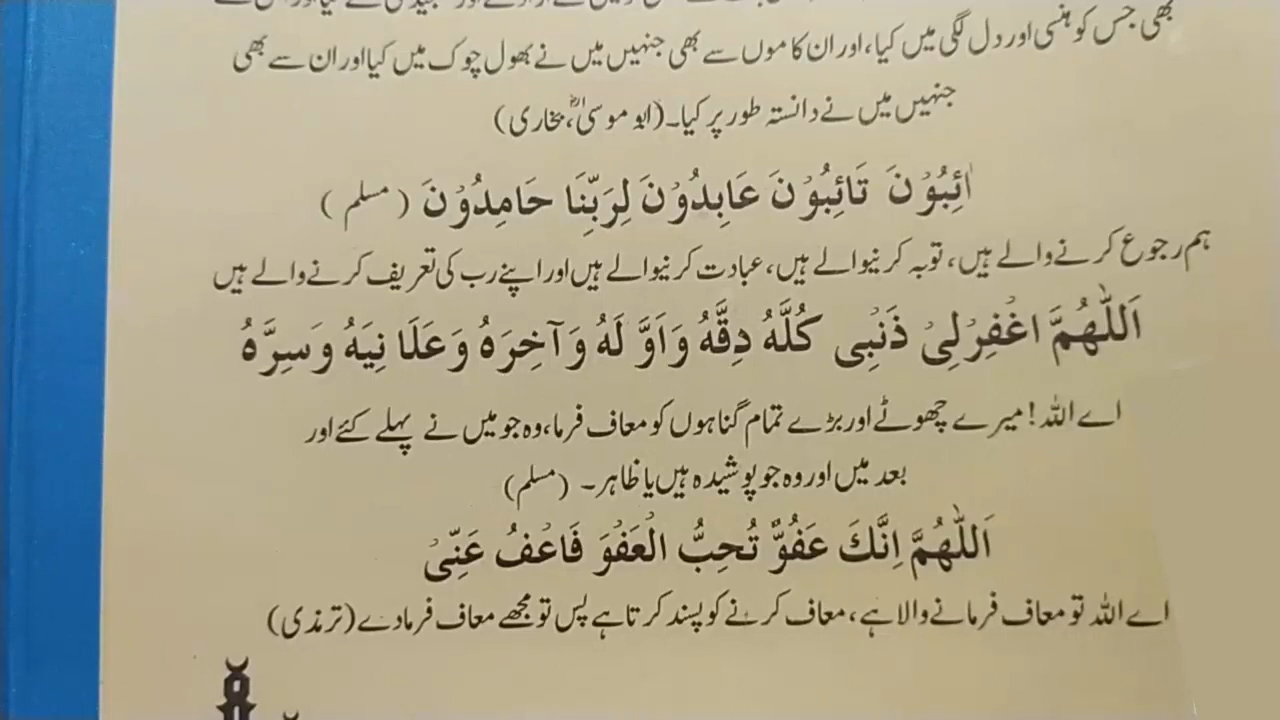 بھی جس کو ہنسی اور دل لگی میں کیا، اور ان کاموں سے بھی جنہیں میں نے بھول چوک میں کیا اور ان سے بھی
جنہیں میں نے دانستہ طور پر کیا۔ (ابو موسیٰؓ، بخاری)
اٰئِبُوْنَ تَائِبُوْنَ عَابِدُوْنَ لِرَبِّنَا حَامِدُوْنَ (مسلم)
ہم رجوع کرنے والے ہیں، توبہ کرنیوالے ہیں، عبادت کرنیوالے ہیں اور اپنے رب کی تعریف کرنے والے ہیں
اَللّٰهُمَّ اغْفِرْلِیْ ذَنْبِی كُلَّهُ دِقَّهُ وَاَوَّ لَهُ وَآخِرَهُ وَعَلَا نِيَهُ وَسِرَّهُ
اے اللہ! میرے چھوٹے اور بڑے تمام گناہوں کو معاف فرما، وہ جو میں نے پہلے کئے اور
بعد میں اور وہ جو پوشیدہ ہیں یا ظاہر۔ (مسلم)
اَللّٰهُمَّ اِنَّكَ عَفُوٌّ تُحِبُّ الْعَفْوَ فَاعْفُ عَنِّیْ
اے اللہ تو معاف فرمانے والا ہے، معاف کرنے کو پسند کرتا ہے پس تو مجھے معاف فرما دے (ترمذی)